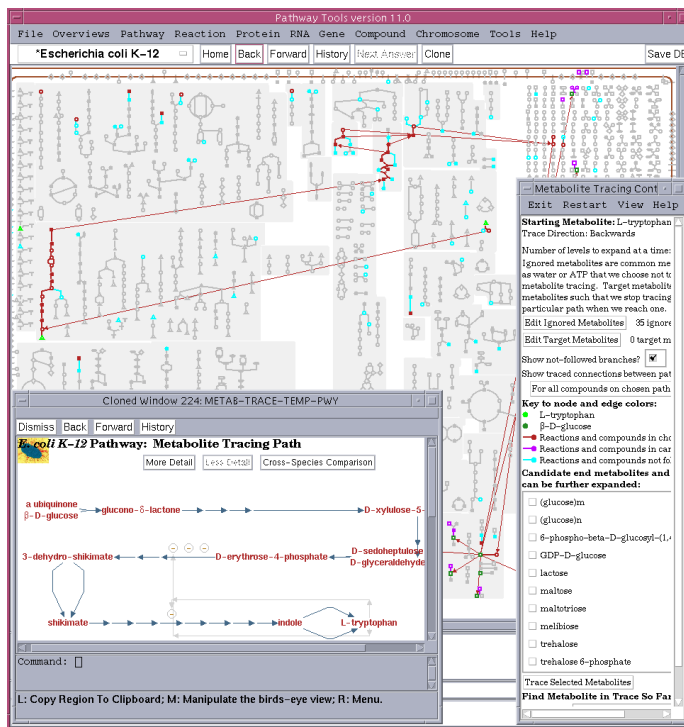 Pathway Tools version 11.0
File Overviews Pathway Reaction Protein RNA Gene Compound Chromosome Tools Help
*Escherichia coli K-12 Home Back Forward History Next Answer Clone Save DB
Metabolite Tracing Cont
Exit Restart View Help
Starting Metabolite: L-tryptophan
Trace Direction: Backwards
Number of levels to expand at a time:
Ignored metabolites are common me
as water or ATP that we choose not to
metabolite tracing. Target metabolite
metabolites such that we stop tracing
particular path when we reach one.
Edit Ignored Metabolites 35 ignore
Edit Target Metabolites 0 target m
Show not-followed branches?
Show traced connections between pat
For all compounds on chosen path
Key to node and edge colors:
L-tryptophan
β-D-glucose
Reactions and compounds in cho
Reactions and compounds in can
Reactions and compounds not fo
Candidate end metabolites and
can be further expanded:
(glucose)m
(glucose)n
6-phospho-beta-D-glucosyl-(1,4
GDP-D-glucose
lactose
maltose
maltotriose
melibiose
trehalose
trehalose 6-phosphate
Trace Selected Metabolites
Find Metabolite in Trace So Far
Cloned Window 224: METAB-TRACE-TEMP-PWY
Dismiss Back Forward History
E. coli K-12 Pathway: Metabolite Tracing Path
More Detail Less Detail Cross-Species Comparison
a ubiquinone
β-D-glucose glucono-δ-lactone D-xylulose-5-
D-sedoheptulose
3-dehydro-shikimate D-erythrose-4-phosphate D-glyceraldehyde
shikimate indole L-tryptophan
Command:
L: Copy Region To Clipboard; M: Manipulate the birds-eye view; R: Menu.